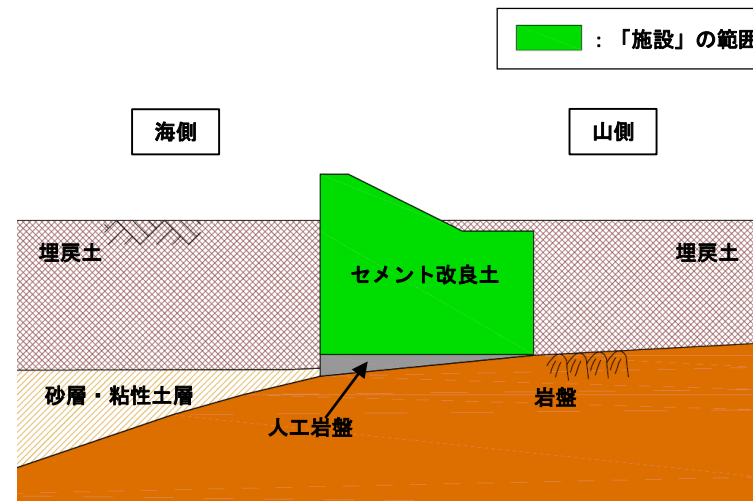 ：「施設」の範囲
海側
山側
埋戻土
埋戻土
セメント改良土
砂層・粘性土層
岩盤
人工岩盤